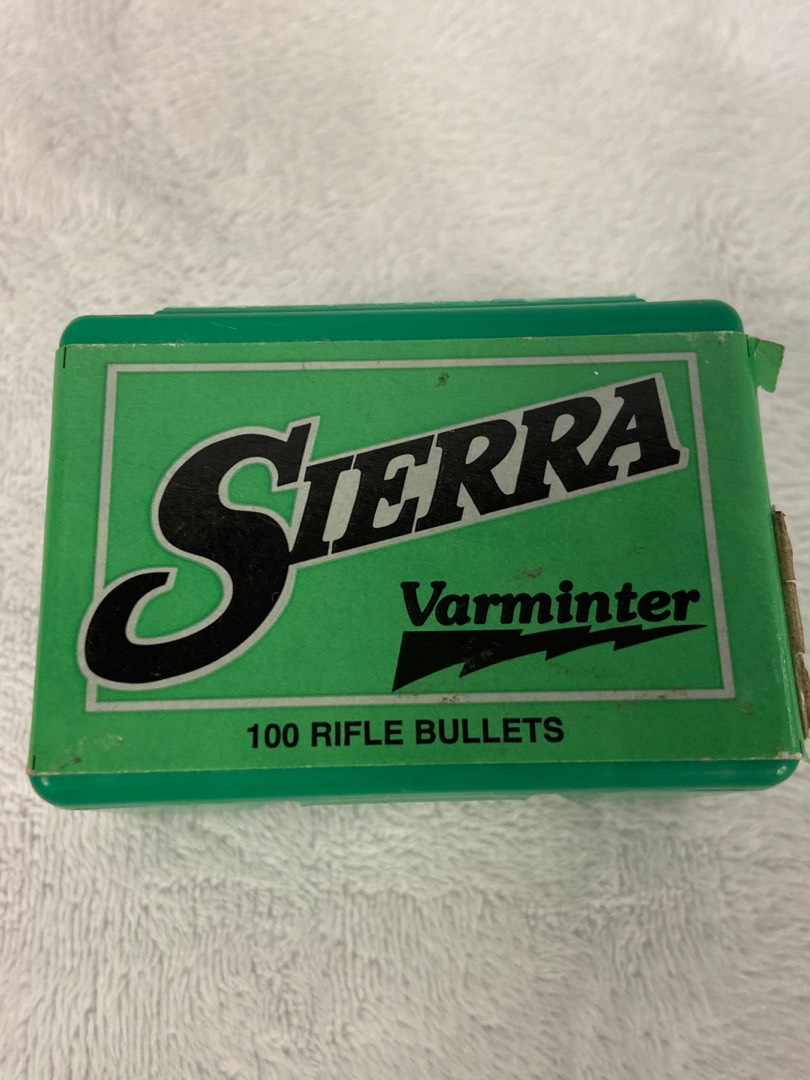 SIERRA
Varminter
100 RIFLE BULLETS